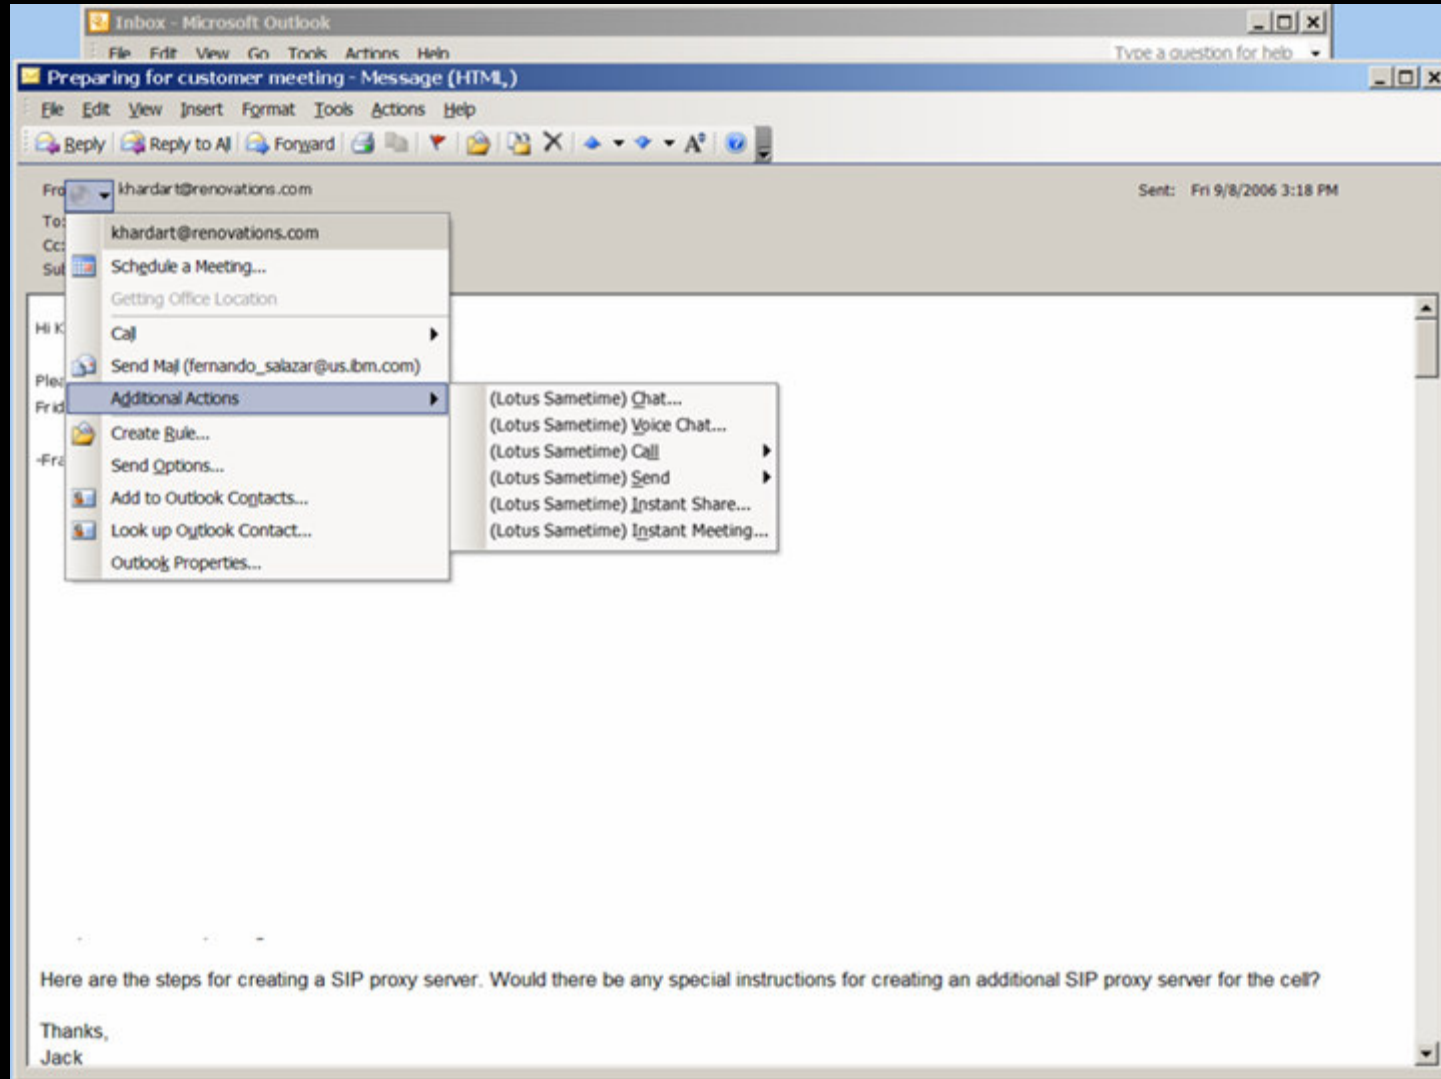 Inbox - Microsoft Outlook
File Edit View Go Tools Actions Help
Type a question for help
Preparing for customer meeting - Message (HTML,)
File Edit View Insert Format Tools Actions Help
Reply Reply to All Forward
khardart@renovations.com
Sent: Fri 9/8/2006 3:18 PM
To:
Cc:
khardart@renovations.com
Schedule a Meeting...
Getting Office Location
Hi
Call
Send Mail (fernando_salazar@us.ibm.com)
Additional Actions
(Lotus Sametime) Chat...
(Lotus Sametime) Voice Chat...
(Lotus Sametime) Call
(Lotus Sametime) Send
(Lotus Sametime) Instant Share...
(Lotus Sametime) Instant Meeting...
Create Rule...
Send Options...
Add to Outlook Contacts...
Look up Outlook Contact...
Outlook Properties...
Here are the steps for creating a SIP proxy server. Would there be any special instructions for creating an additional SIP proxy server for the cell?
Thanks,
Jack